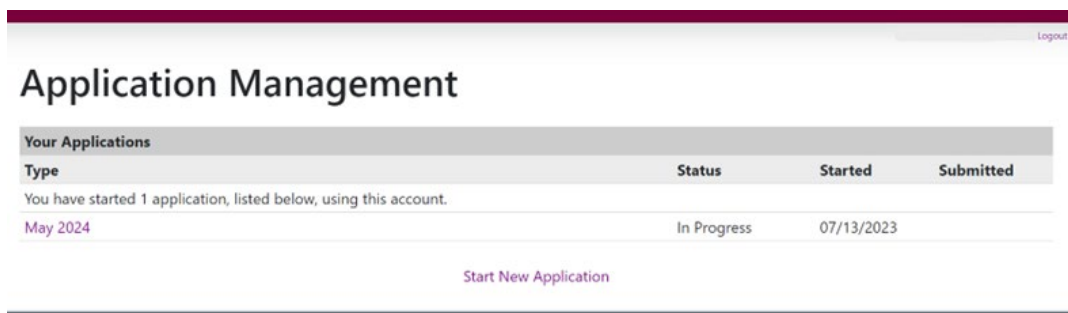 Logout
Application Management
Your Applications
Type Status Started Submitted
You have started 1 application, listed below, using this account.
May 2024 In Progress 07/13/2023
Start New Application